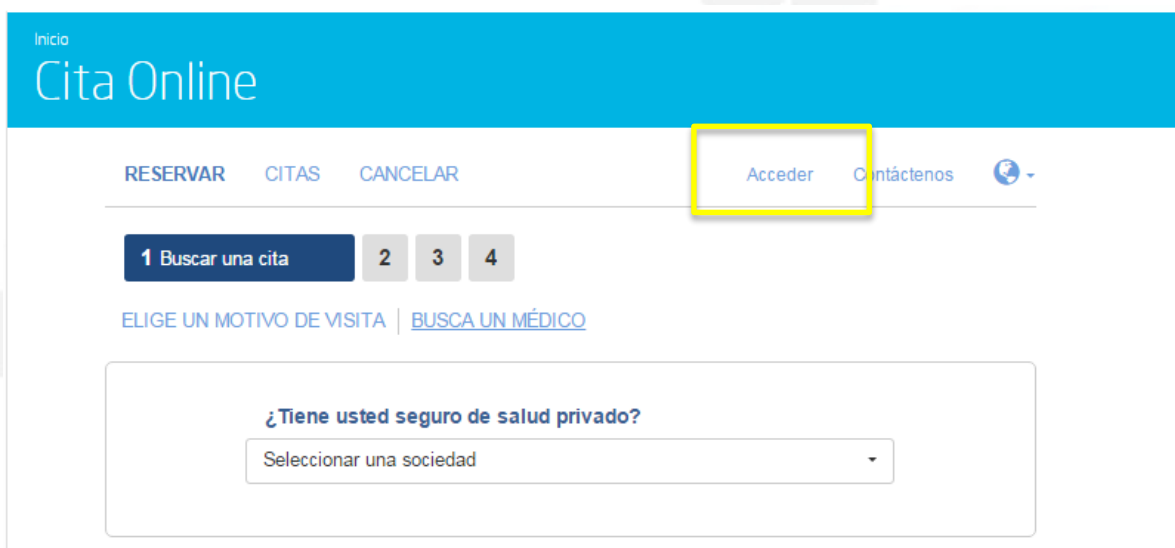 Inicio
Cita Online
RESERVAR CITAS CANCELAR Acceder Contáctenos
1 Buscar una cita 2 3 4
ELIGE UN MOTIVO DE VISITA BUSCA UN MÉDICO
¿Tiene usted seguro de salud privado?
Seleccionar una sociedad